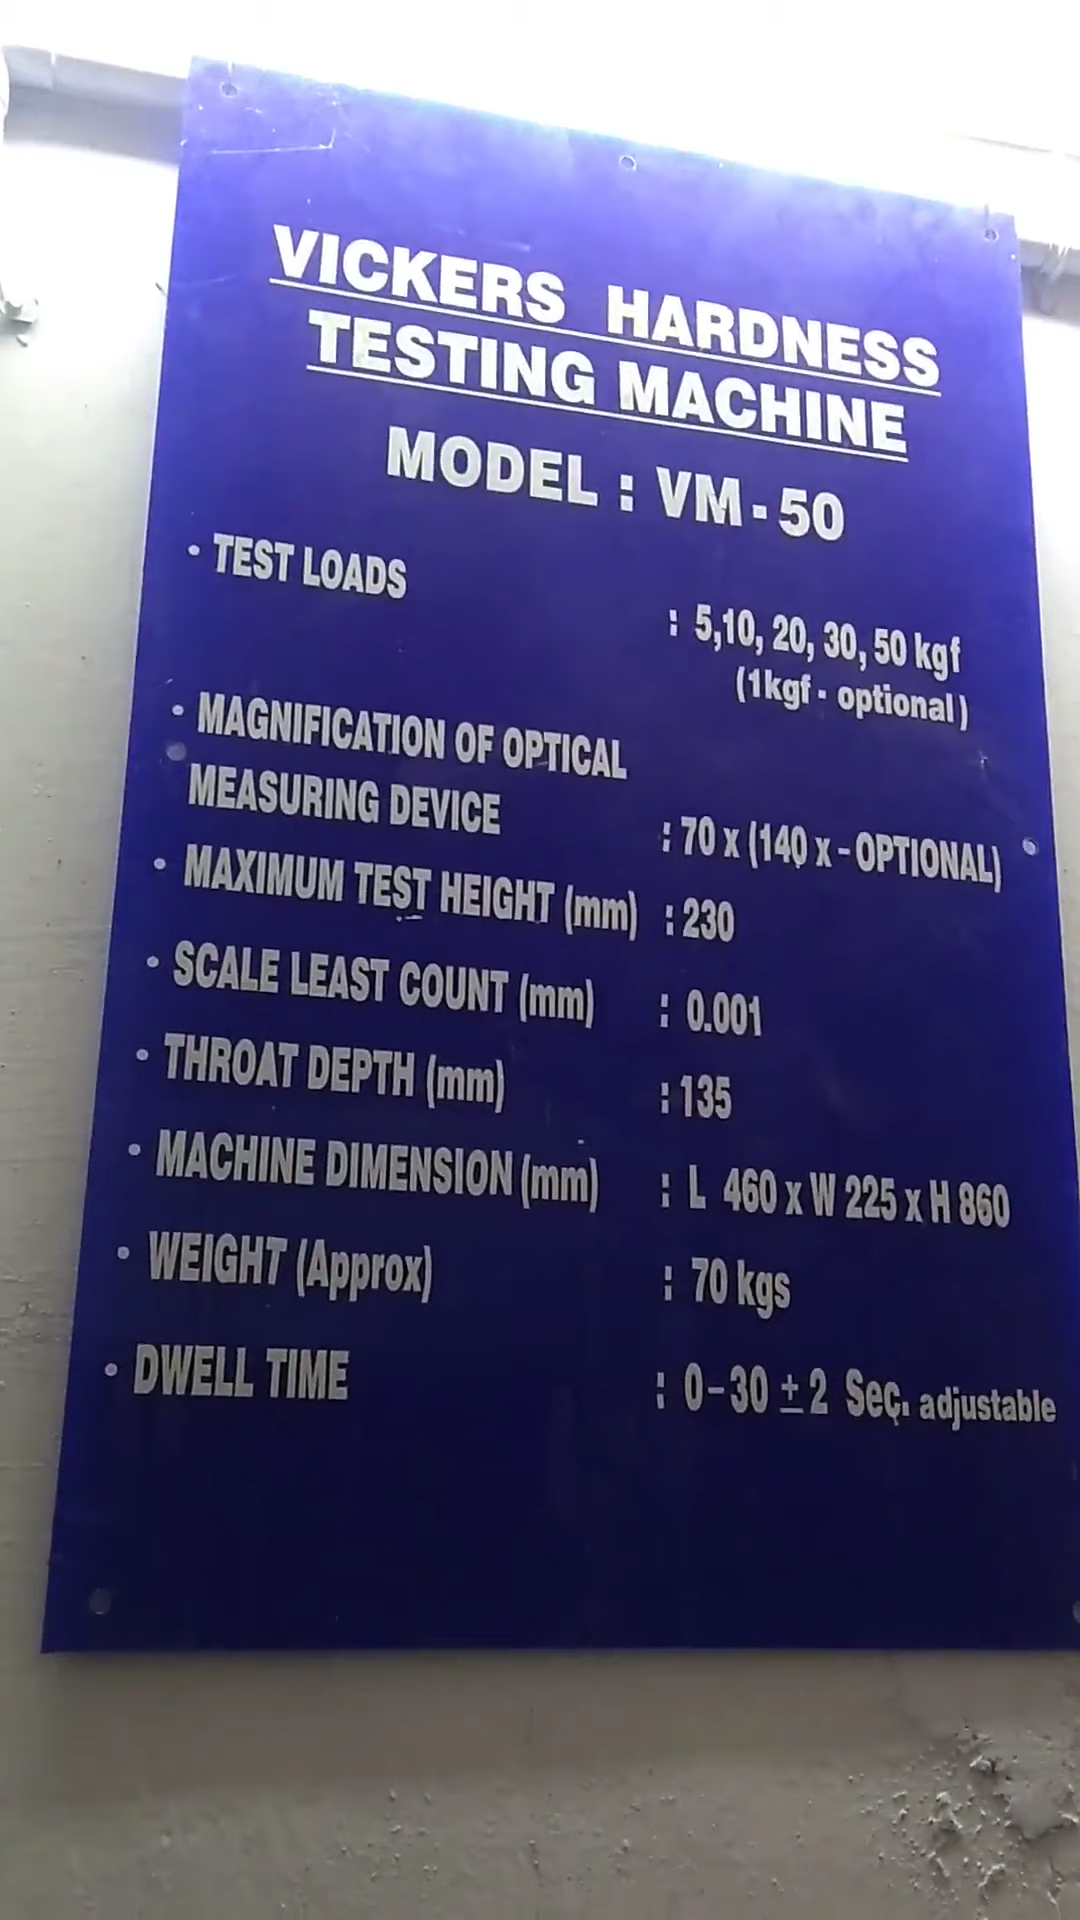 VICKERS HARDNESS
TESTING MACHINE
MODEL : VM - 50
• TEST LOADS : 5,10, 20, 30, 50 kgf
(1kgf - optional)
• MAGNIFICATION OF OPTICAL
MEASURING DEVICE : 70 x (140 x - OPTIONAL)
• MAXIMUM TEST HEIGHT (mm) : 230
• SCALE LEAST COUNT (mm) : 0.001
• THROAT DEPTH (mm) : 135
• MACHINE DIMENSION (mm) : L 460 x W 225 x H 860
• WEIGHT (Approx) : 70 kgs
• DWELL TIME : 0-30 ± 2 Sec. adjustable